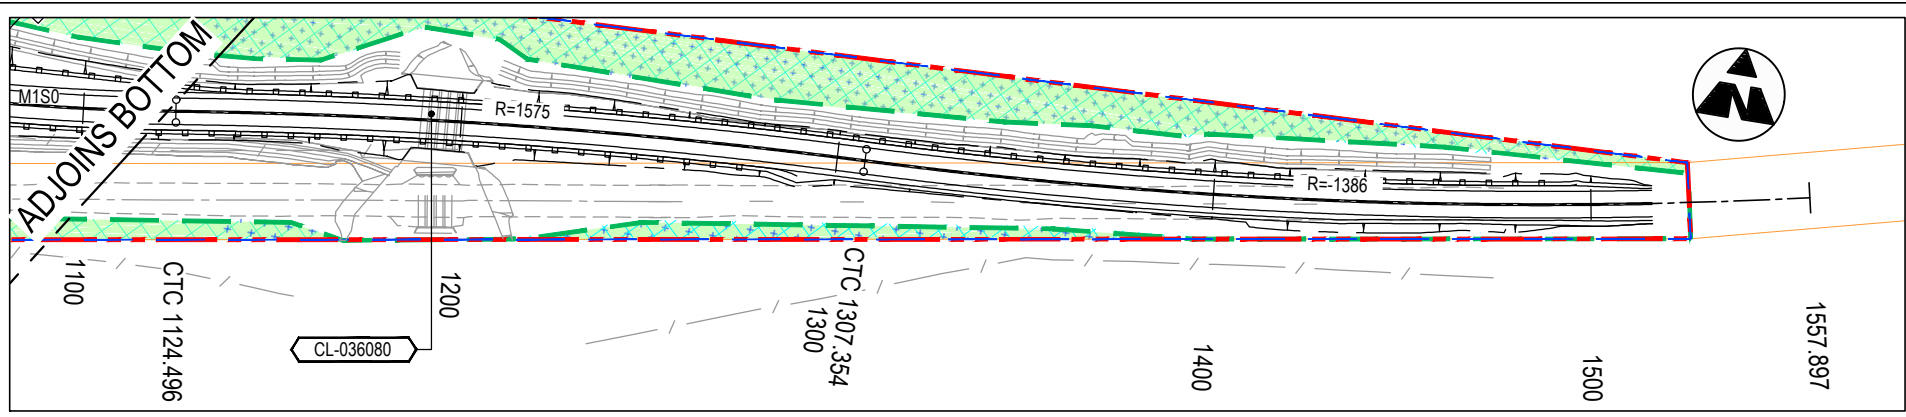 ADJOINS BOTTOM
M1S0
R=1575
R=-1386
1100
CTC 1124.496
1200
CL-036080
CTC 1307.354
1300
1400
1500
1557.897